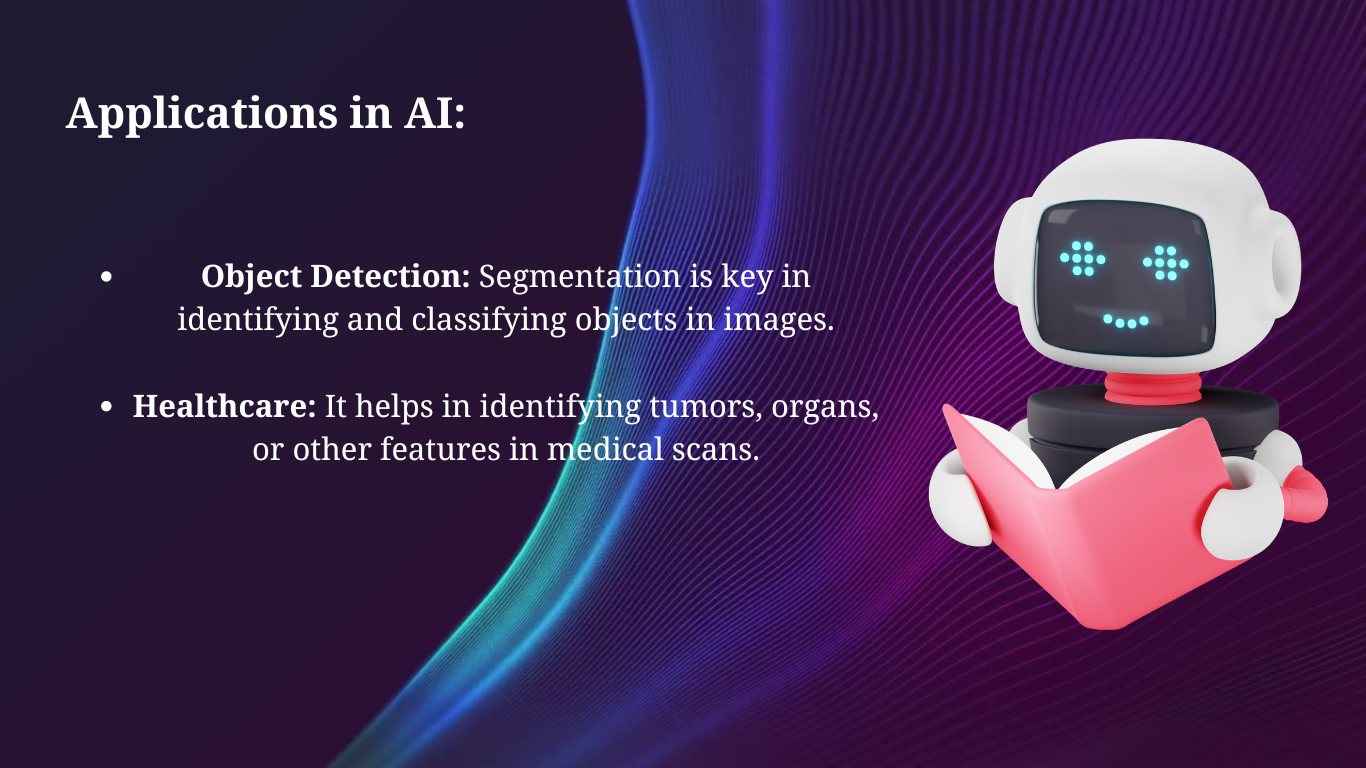 Applications in AI:
• Object Detection: Segmentation is key in
identifying and classifying objects in images.
• Healthcare: It helps in identifying tumors, organs,
or other features in medical scans.